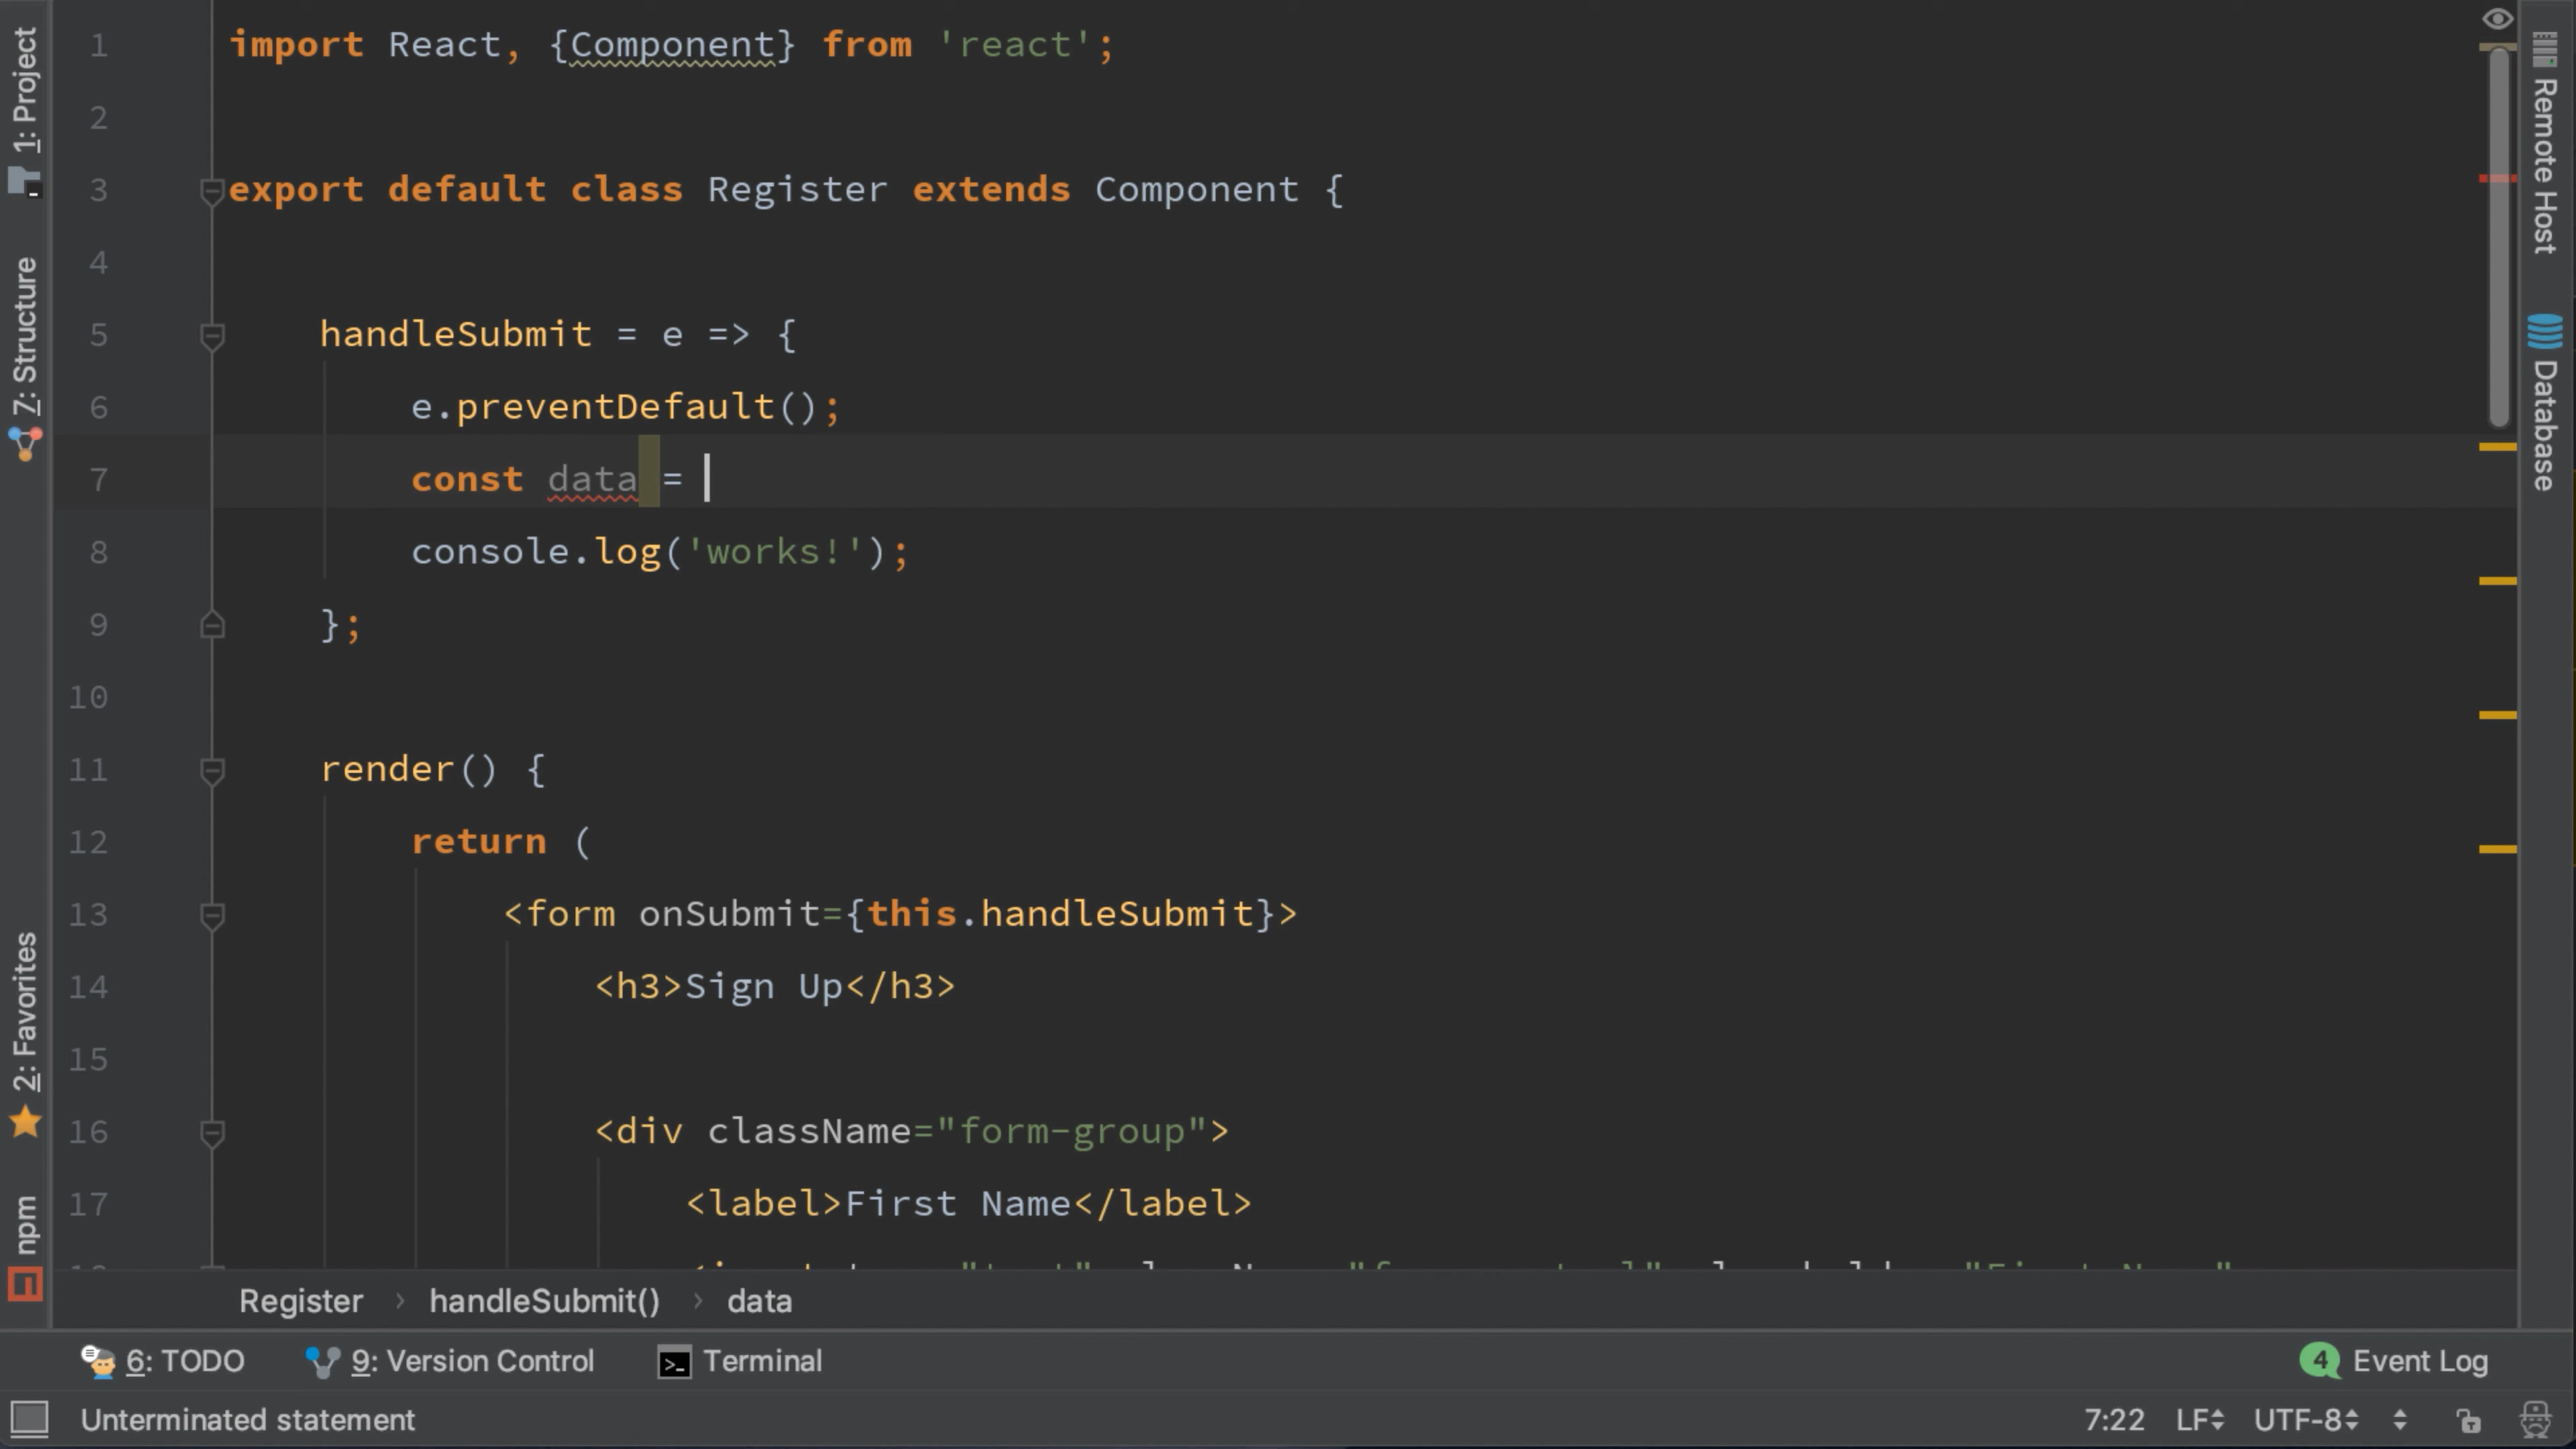 1 import React, {Component} from 'react';
2
3 export default class Register extends Component {
4
5 handleSubmit = e => {
6 e.preventDefault();
7 const data =
8 console.log('works!');
9 };
10
11 render() {
12 return (
13 <form onSubmit={this.handleSubmit}>
14 <h3>Sign Up</h3>
15
16 <div className="form-group">
17 <label>First Name</label>
1: Project
7: Structure
2: Favorites
npm
Remote Host
Database
Register › handleSubmit() › data
6: TODO 9: Version Control Terminal 4 Event Log
Unterminated statement 7:22 LF UTF-8